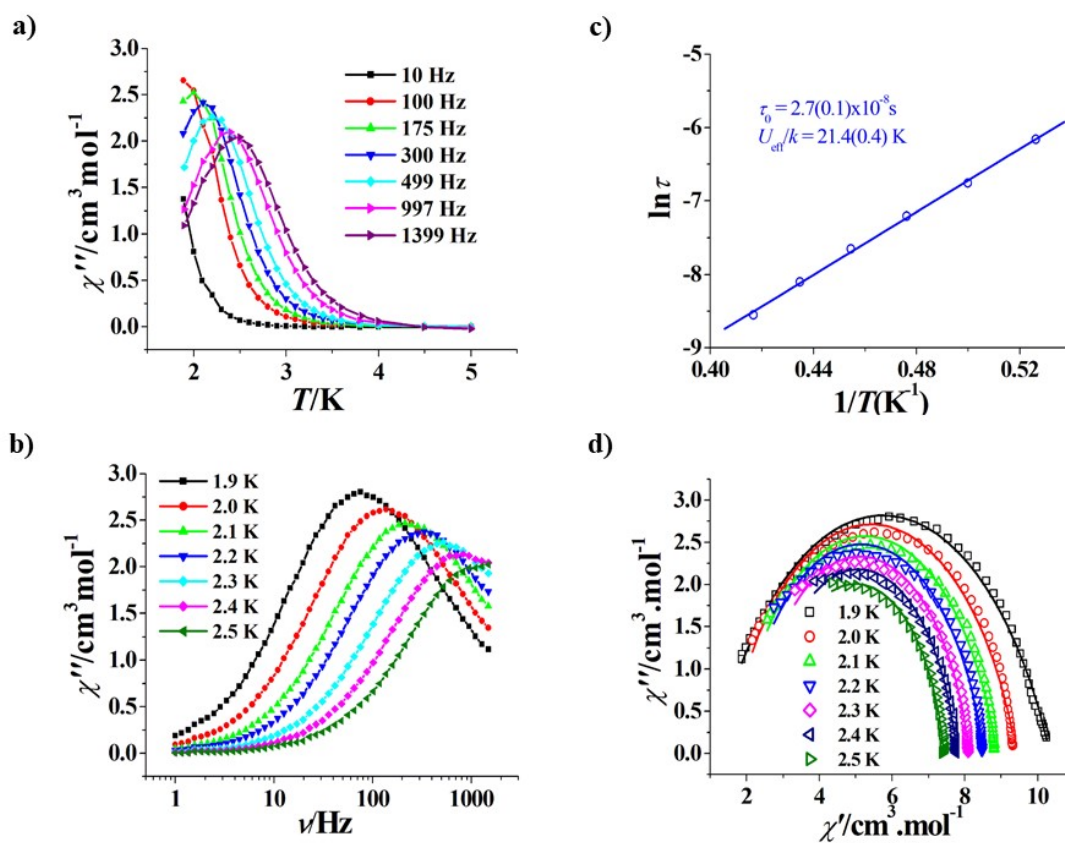 a)
3.0
2.5
2.0
1.5
1.0
0.5
0.0
χ''/cm³mol⁻¹
10 Hz
100 Hz
175 Hz
300 Hz
499 Hz
997 Hz
1399 Hz
2 3 4 5
T/K
c)
-5
-6
-7
-8
-9
ln τ
τ₀ = 2.7(0.1)x10⁻⁸s
U_eff/k = 21.4(0.4) K
0.40 0.44 0.48 0.52
1/T(K⁻¹)
b)
3.0
2.5
2.0
1.5
1.0
0.5
0.0
χ''/cm³mol⁻¹
1.9 K
2.0 K
2.1 K
2.2 K
2.3 K
2.4 K
2.5 K
1 10 100 1000
ν/Hz
d)
3.0
2.5
2.0
1.5
1.0
0.5
0.0
χ''/cm³.mol⁻¹
1.9 K
2.0 K
2.1 K
2.2 K
2.3 K
2.4 K
2.5 K
2 4 6 8 10
χ'/cm³.mol⁻¹